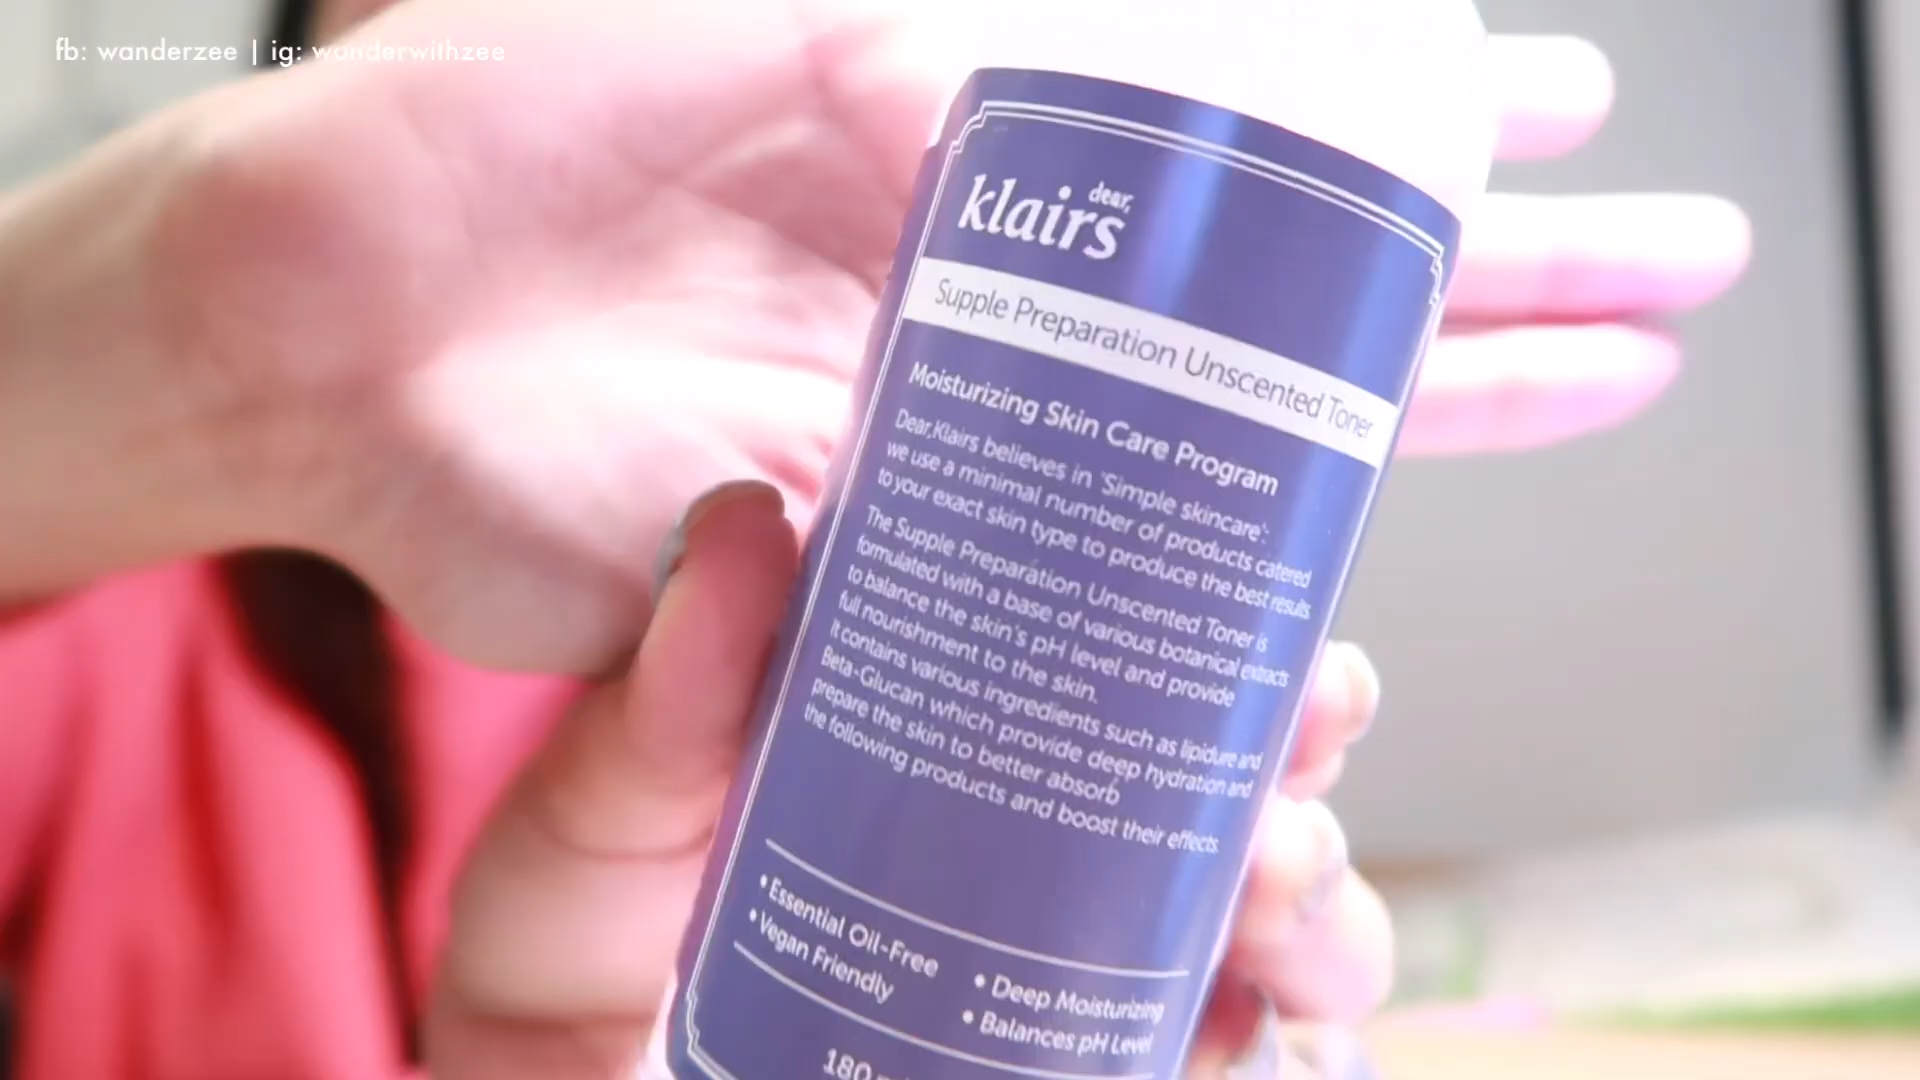 fb: wanderzee | ig: wanderwithzee
dear,
klairs
Supple Preparation Unscented Toner
Moisturizing Skin Care Program
Dear,Klairs believes in 'Simple skincare':
we use a minimal number of products catered
to your exact skin type to produce the best results.
The Supple Preparation Unscented Toner is
formulated with a base of various botanical extracts
to balance the skin's pH level and provide
full nourishment to the skin.
It contains various ingredients such as lipidure and
Beta-Glucan which provide deep hydration and
prepare the skin to better absorb
the following products and boost their effects.
• Essential Oil-Free
• Vegan Friendly
• Deep Moisturizing
• Balances pH Level
180